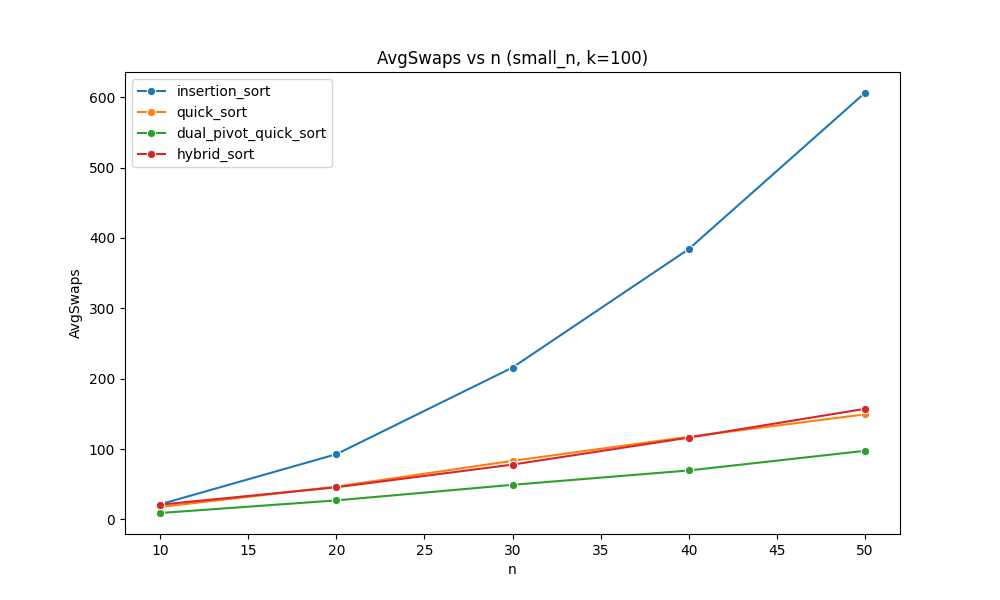 AvgSwaps vs n (small_n, k=100)
insertion_sort
quick_sort
dual_pivot_quick_sort
hybrid_sort
AvgSwaps
600
500
400
300
200
100
0
10 15 20 25 30 35 40 45 50
n